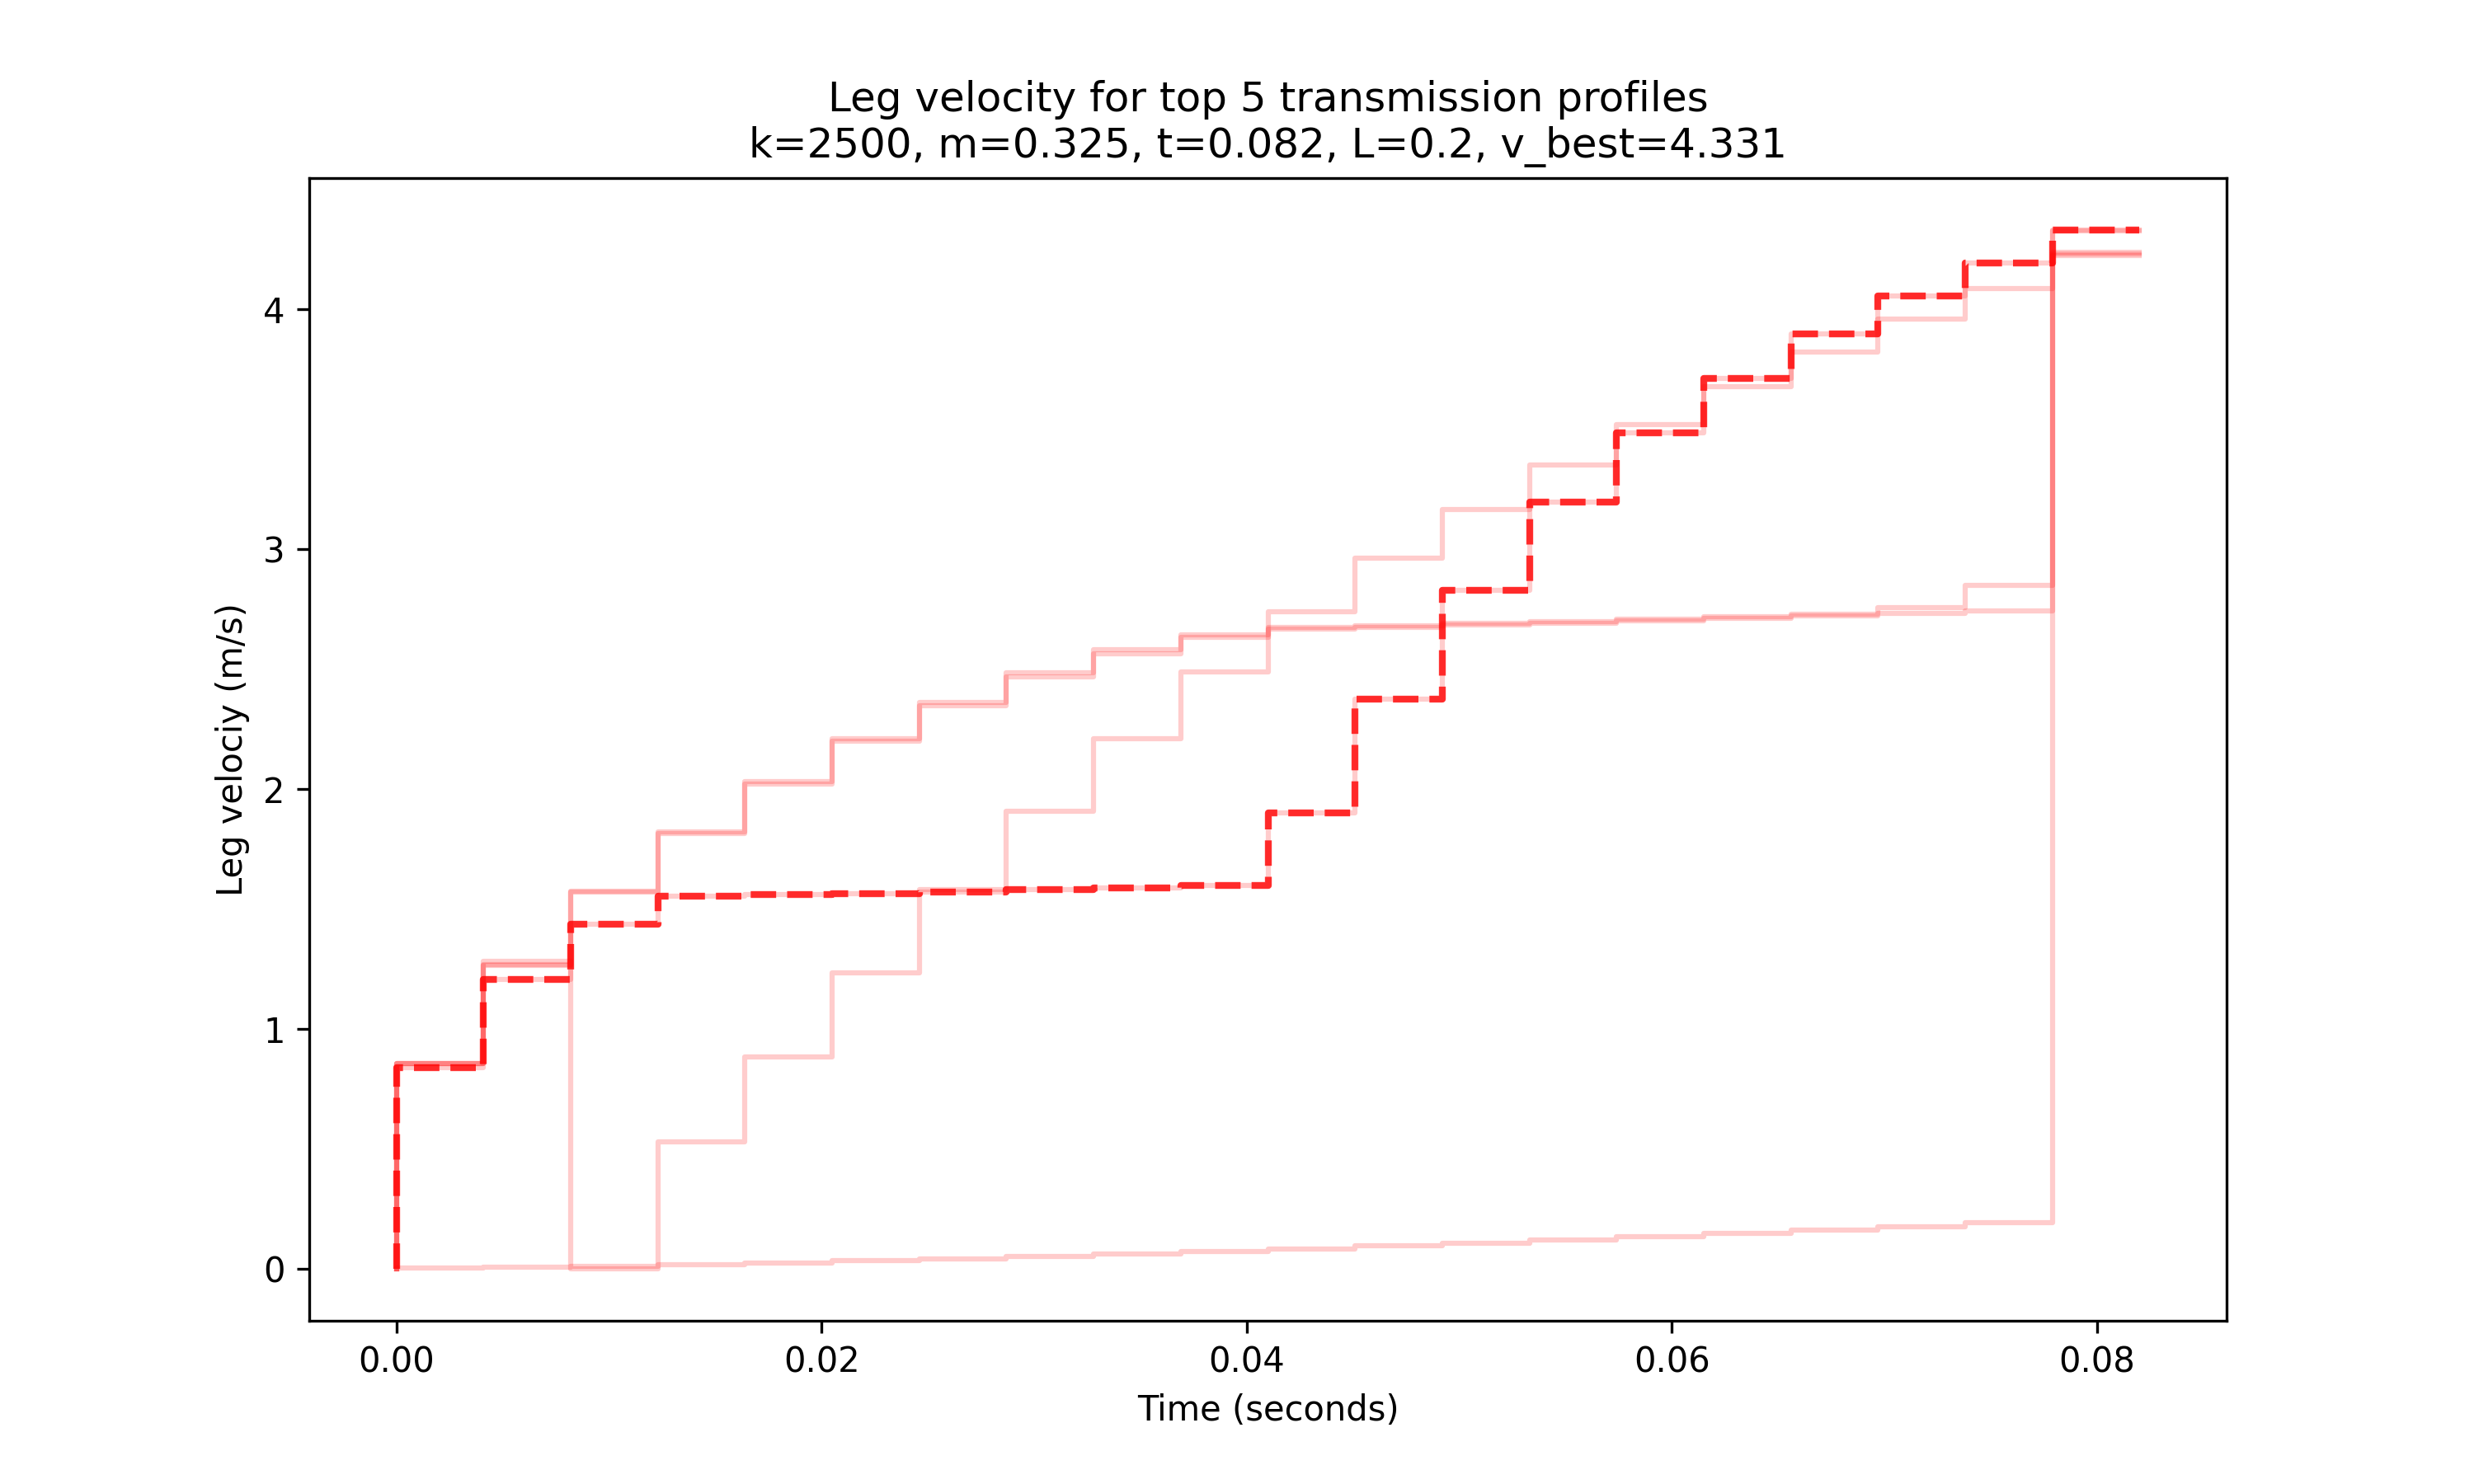 Leg velocity for top 5 transmission profiles
k=2500, m=0.325, t=0.082, L=0.2, v_best=4.331
Leg velociy (m/s)
4
3
2
1
0
0.00 0.02 0.04 0.06 0.08
Time (seconds)